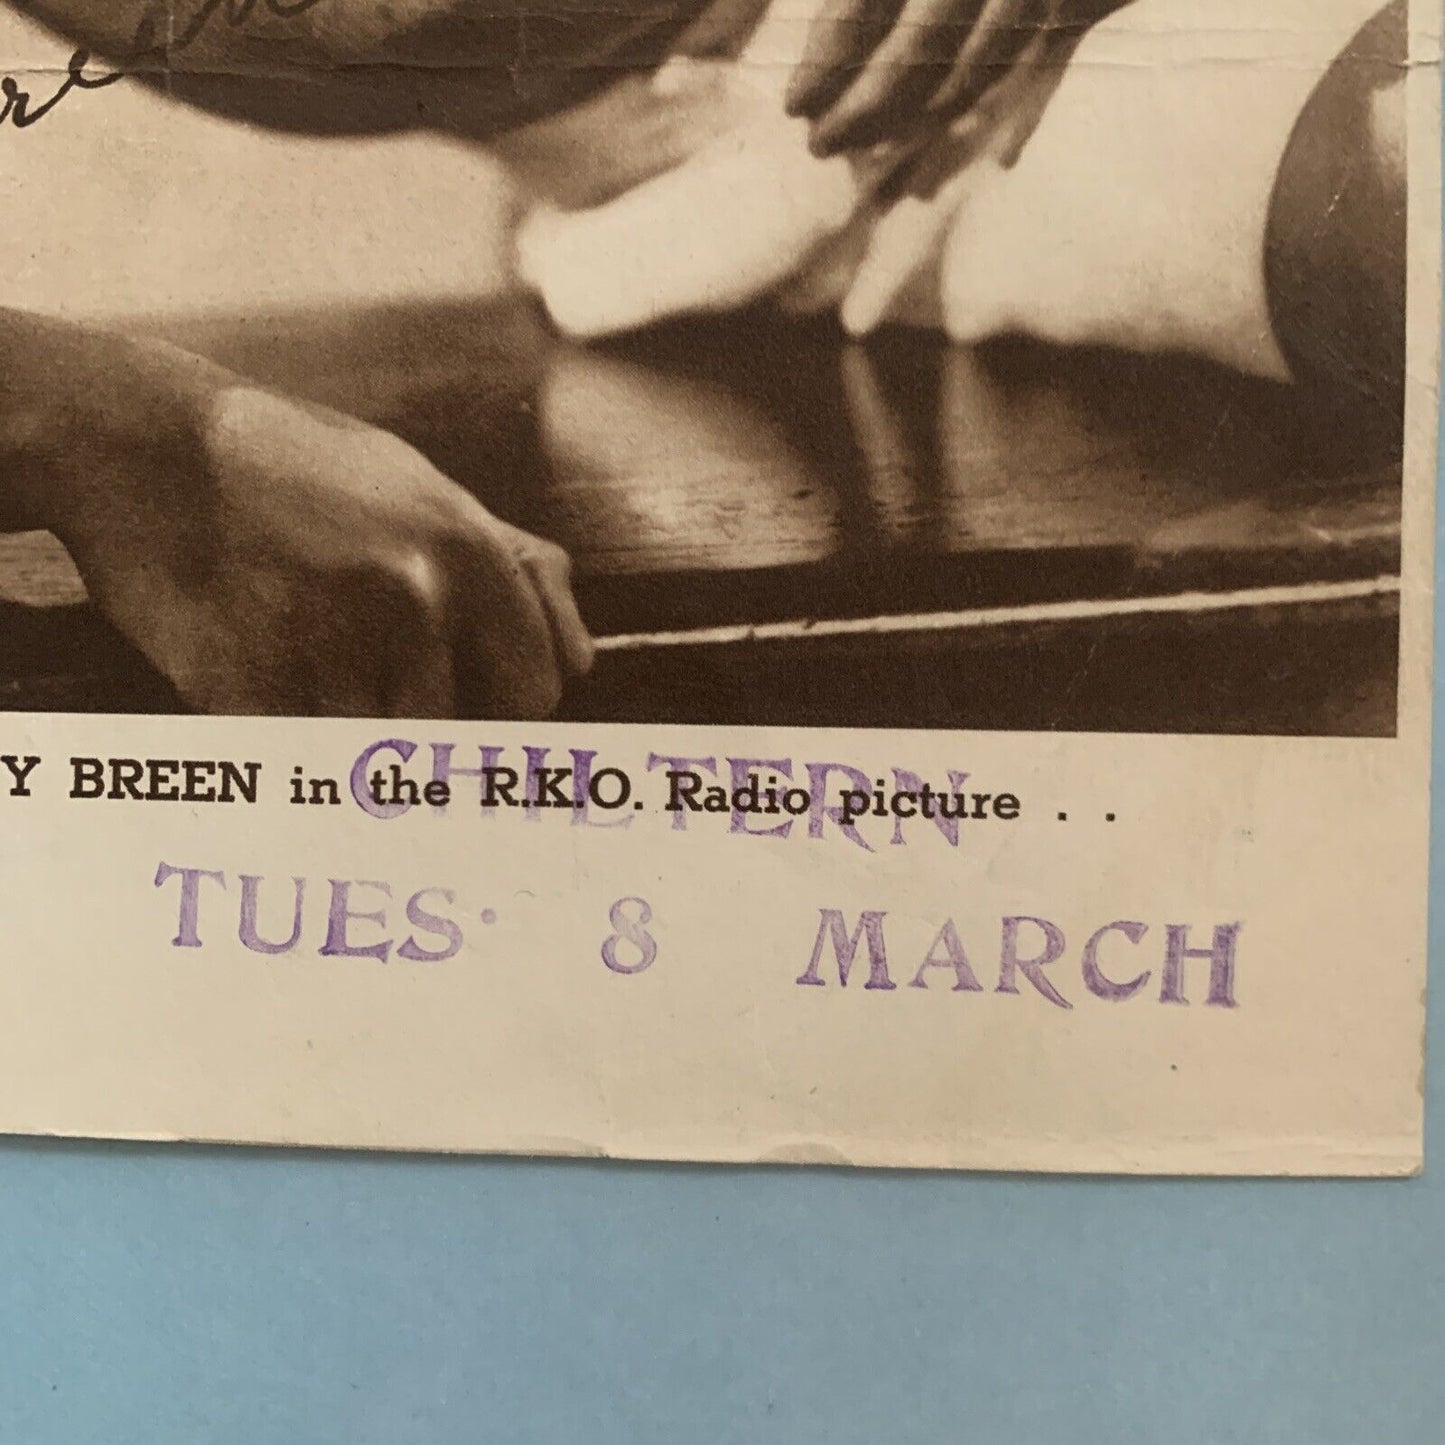 Y BREEN in the R.K.O. Radio picture . .
CHILTERN
TUES· 8 MARCH